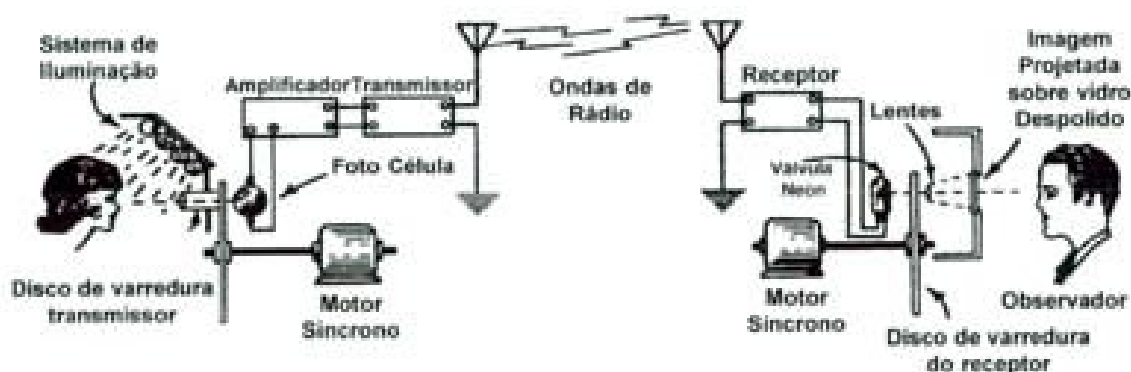 Sistema de
Iluminação
Amplificador Transmissor
Foto Célula
Disco de varredura
transmissor
Motor
Sincrono
Ondas de
Rádio
Receptor
Valvula
Neon
Lentes
Imagem
Projetada
sobre vidro
Despolido
Motor
Sincrono
Observador
Disco de varredura
do receptor